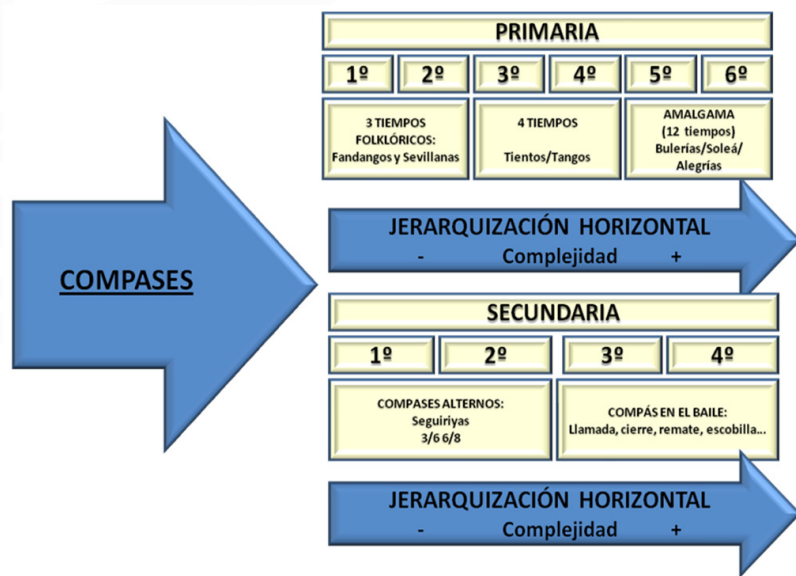 PRIMARIA
1º 2º 3º 4º 5º 6º
3 TIEMPOS
FOLKLÓRICOS:
Fandangos y Sevillanas
4 TIEMPOS
Tientos/Tangos
AMALGAMA
(12 tiempos)
Bulerías/Soleá/
Alegrías
JERARQUIZACIÓN HORIZONTAL
- Complejidad +
COMPASES
SECUNDARIA
1º 2º 3º 4º
COMPASES ALTERNOS:
Seguiriyas
3/6 6/8
COMPÁS EN EL BAILE:
Llamada, cierre, remate, escobilla...
JERARQUIZACIÓN HORIZONTAL
- Complejidad +